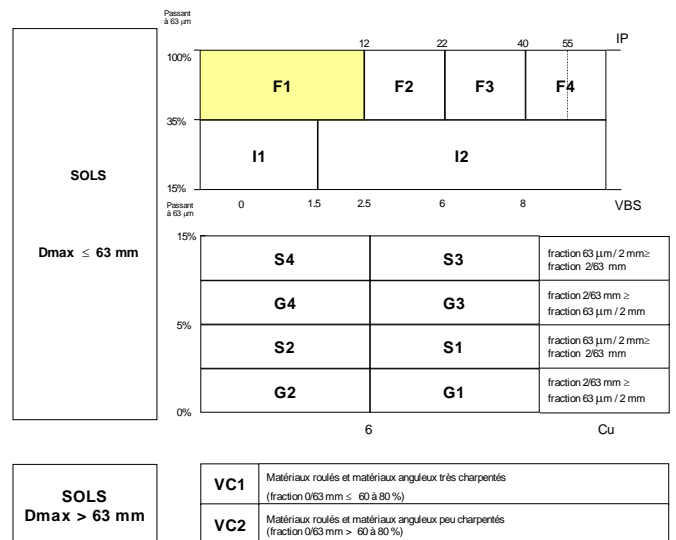 Passant
à 63 µm
IP
12 22 40 55
100%
F1 F2 F3 F4
35%
I1 I2
SOLS
15%
Passant
à 63 µm
0 1.5 2.5 6 8 VBS
15%
Dmax ≤ 63 mm
S4 S3 fraction 63 µm / 2 mm≥
fraction 2/63 mm
G4 G3 fraction 2/63 mm ≥
fraction 63 µm / 2 mm
5%
S2 S1 fraction 63 µm / 2 mm≥
fraction 2/63 mm
G2 G1 fraction 2/63 mm ≥
fraction 63 µm / 2 mm
0%
6 Cu
SOLS
Dmax > 63 mm
VC1 Matériaux roulés et matériaux anguleux très charpentés
(fraction 0/63 mm ≤ 60 à 80 %)
VC2 Matériaux roulés et matériaux anguleux peu charpentés
(fraction 0/63 mm > 60 à 80 %)